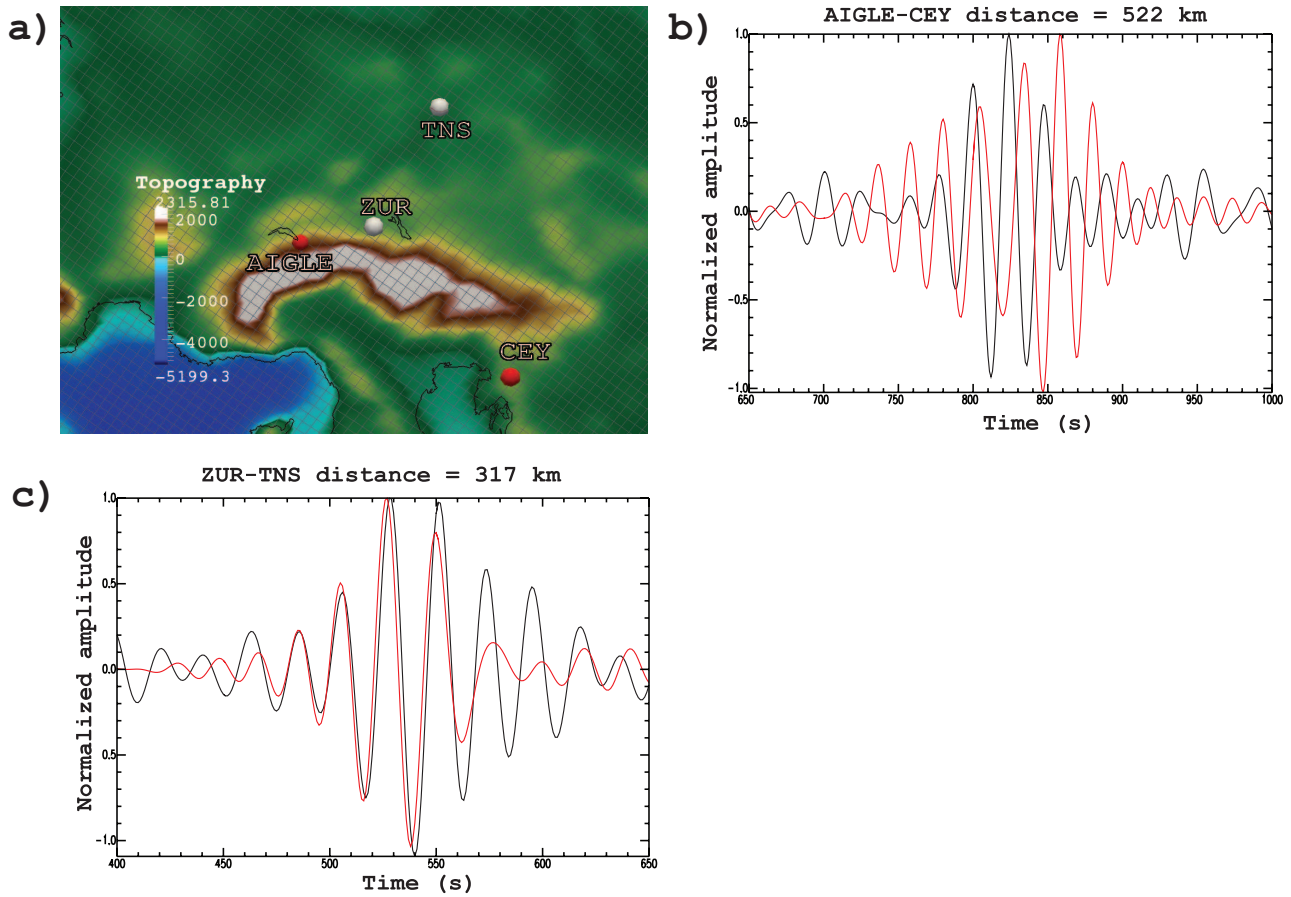 a)
TNS
Topography
2315.81
2000
0
-2000
-4000
-5199.3
ZUR
AIGLE
CEY
b)
AIGLE-CEY distance = 522 km
Normalized amplitude
1.0
0.5
0.0
-0.5
-1.0
650 700 750 800 850 900 950 1000
Time (s)
c)
ZUR-TNS distance = 317 km
Normalized amplitude
1.0
0.5
0.0
0.5
-1.0
400 450 500 550 600 650
Time (s)